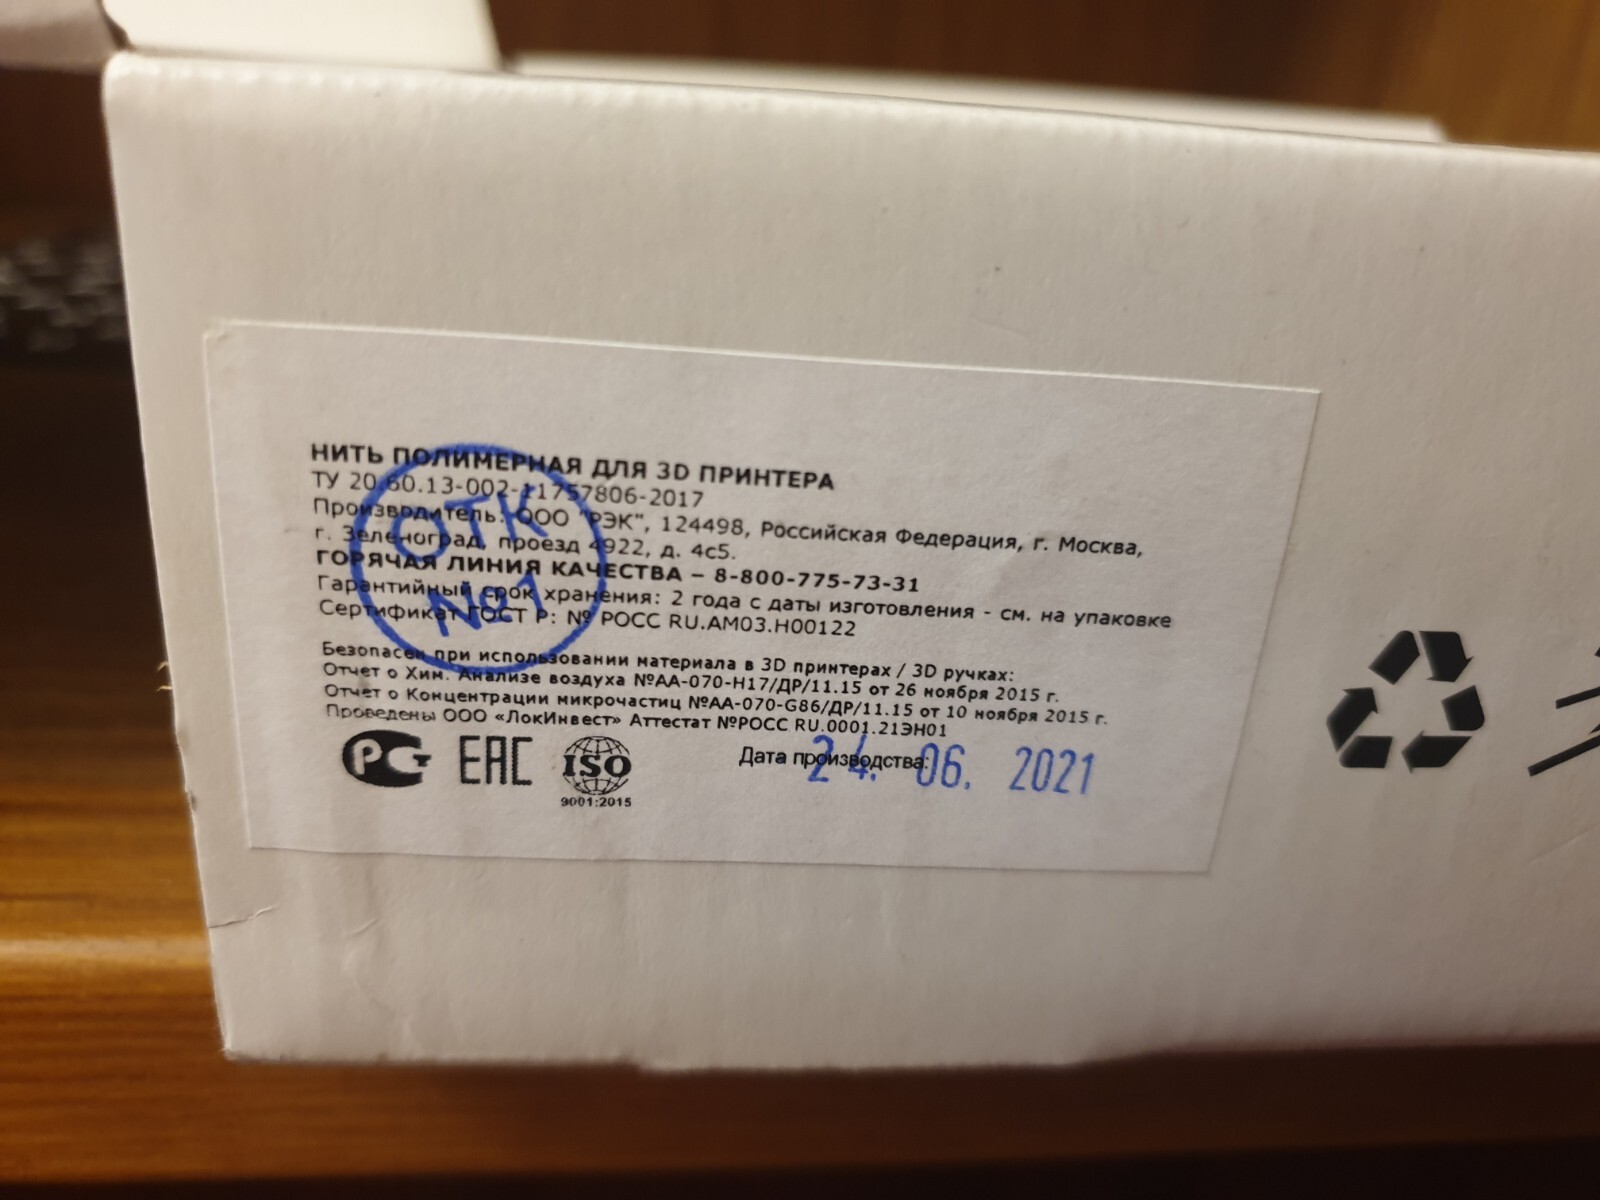 НИТЬ ПОЛИМЕРНАЯ ДЛЯ 3D ПРИНТЕРА
ТУ 20.60.13-002-11757806-2017
Производитель: ООО "РЭК", 124498, Российская Федерация, г. Москва,
г. Зеленоград, проезд 4922, д. 4с5.
ГОРЯЧАЯ ЛИНИЯ КАЧЕСТВА – 8-800-775-73-31
Гарантийный срок хранения: 2 года с даты изготовления - см. на упаковке
Сертификат ГОСТ Р: № РОСС RU.АМ03.Н00122
ОТК
№1
Безопасен при использовании материала в 3D принтерах / 3D ручках:
Отчет о Хим. Анализе воздуха №АА-070-Н17/ДР/11.15 от 26 ноября 2015 г.
Отчет о Концентрации микрочастиц №АА-070-G86/ДР/11.15 от 10 ноября 2015 г.
Проведены ООО «ЛокИнвест» Аттестат №РОСС RU.0001.21ЭН01
РСТ ЕАС ISO
9001:2015
Дата производства: 24. 06. 2021